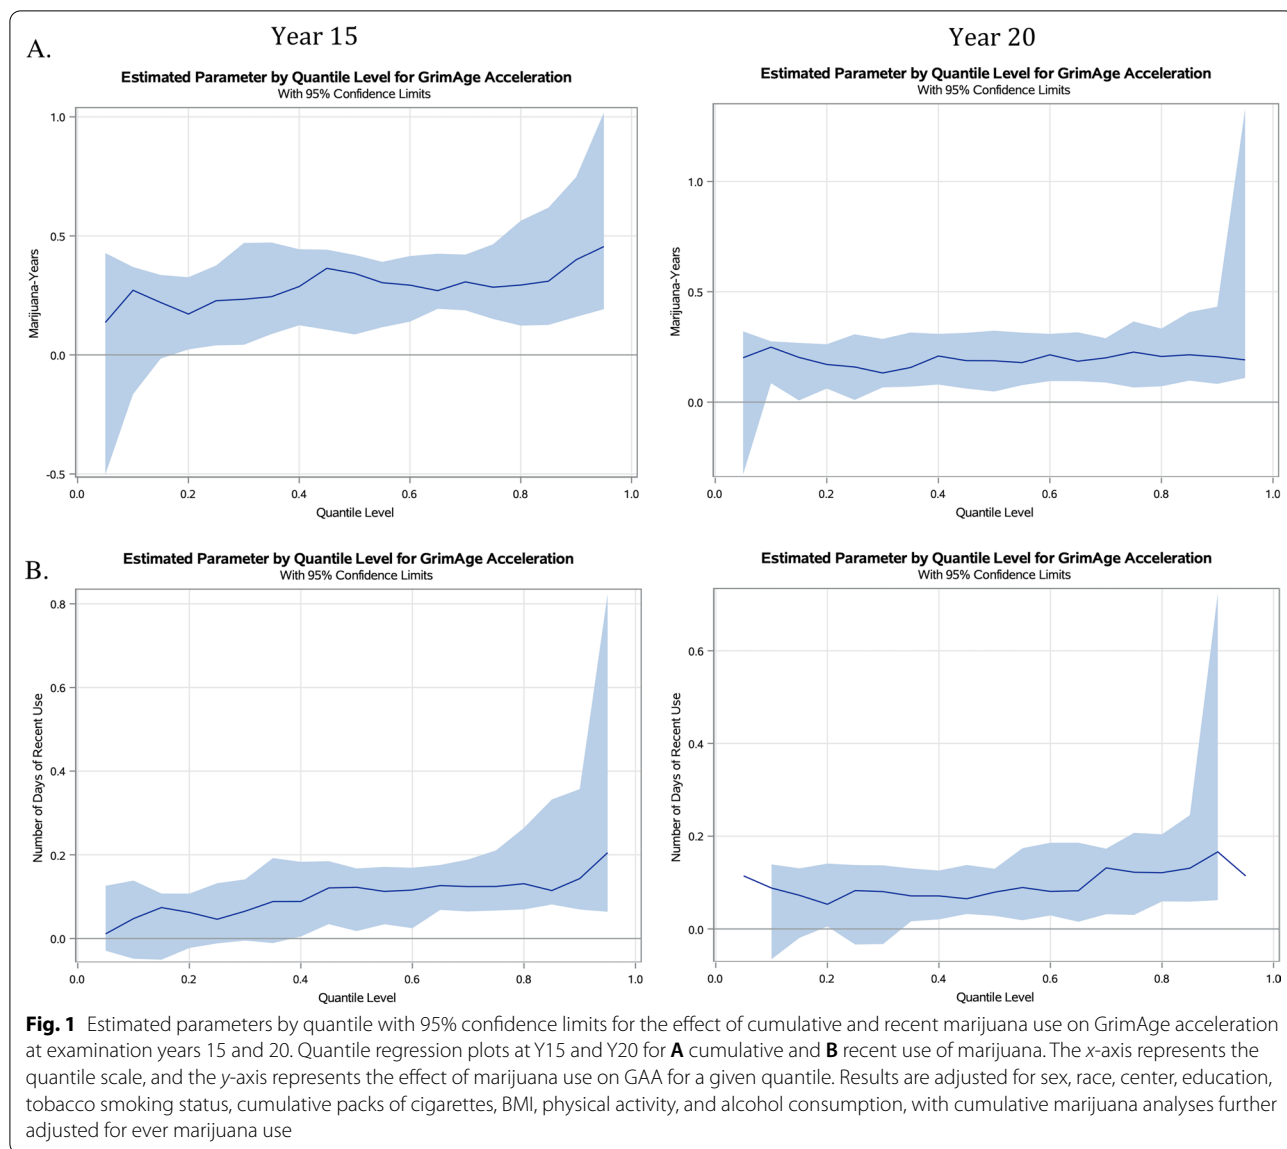 A.
Year 15
Year 20
Estimated Parameter by Quantile Level for GrimAge Acceleration
With 95% Confidence Limits
Marijuana-Years
1.0
0.5
0.0
-0.5
0.0 0.2 0.4 0.6 0.8 1.0
Quantile Level
Estimated Parameter by Quantile Level for GrimAge Acceleration
With 95% Confidence Limits
Marijuana-Years
1.0
0.5
0.0
0.0 0.2 0.4 0.6 0.8 1.0
Quantile Level
B.
Estimated Parameter by Quantile Level for GrimAge Acceleration
With 95% Confidence Limits
Number of Days of Recent Use
0.8
0.6
0.4
0.2
0.0
0.0 0.2 0.4 0.6 0.8 1.0
Quantile Level
Estimated Parameter by Quantile Level for GrimAge Acceleration
With 95% Confidence Limits
Number of Days of Recent Use
0.6
0.4
0.2
0.0
0.0 0.2 0.4 0.6 0.8 1.0
Quantile Level
Fig. 1 Estimated parameters by quantile with 95% confidence limits for the effect of cumulative and recent marijuana use on GrimAge acceleration
at examination years 15 and 20. Quantile regression plots at Y15 and Y20 for A cumulative and B recent use of marijuana. The x-axis represents the
quantile scale, and the y-axis represents the effect of marijuana use on GAA for a given quantile. Results are adjusted for sex, race, center, education,
tobacco smoking status, cumulative packs of cigarettes, BMI, physical activity, and alcohol consumption, with cumulative marijuana analyses further
adjusted for ever marijuana use